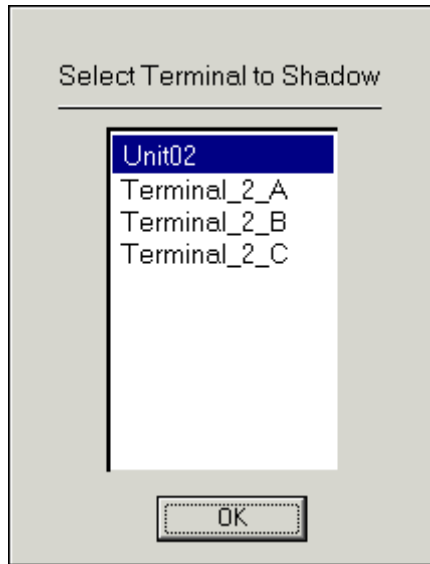 Select Terminal to Shadow
Unit02
Terminal_2_A
Terminal_2_B
Terminal_2_C
OK